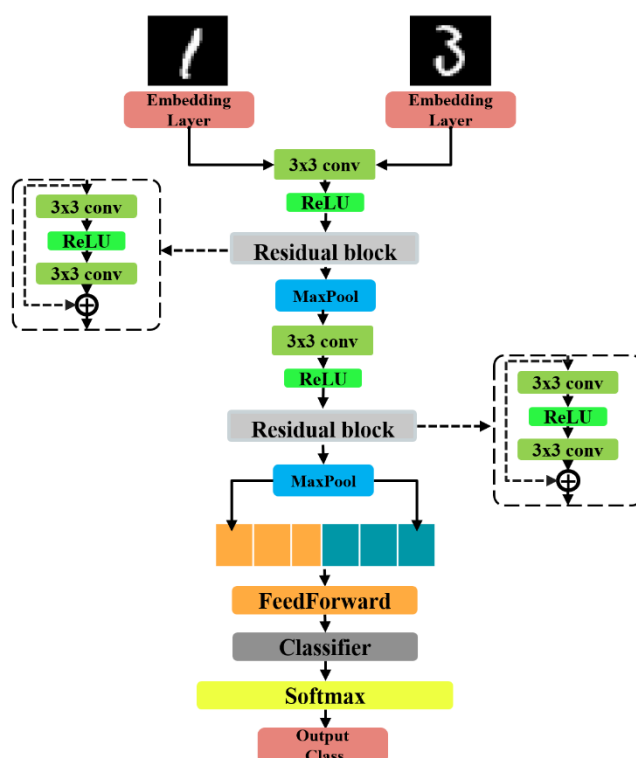 Embedding
Layer
Embedding
Layer
3x3 conv
ReLU
3x3 conv
ReLU
3x3 conv
Residual block
MaxPool
3x3 conv
ReLU
Residual block
3x3 conv
ReLU
3x3 conv
MaxPool
FeedForward
Classifier
Softmax
Output
Class